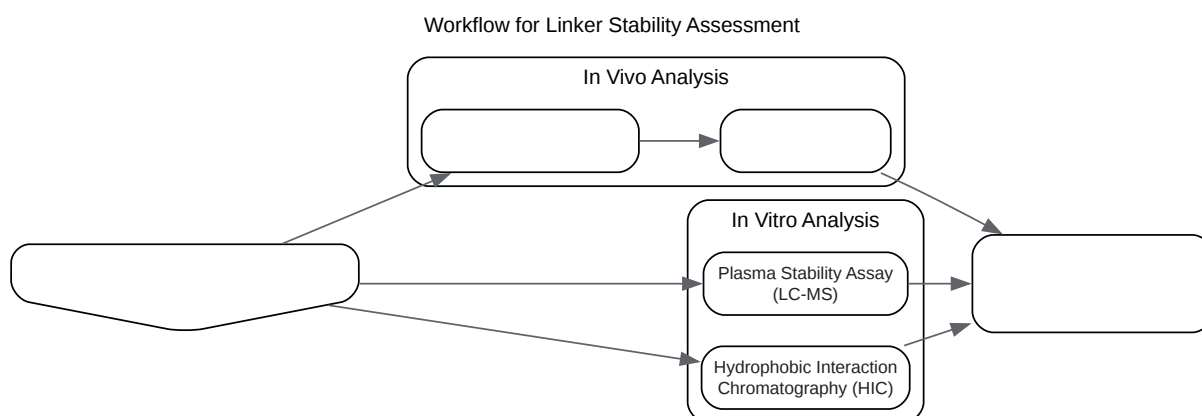 Workflow for Linker Stability Assessment
In Vivo Analysis
In Vitro Analysis
Plasma Stability Assay
(LC-MS)
Hydrophobic Interaction
Chromatography (HIC)